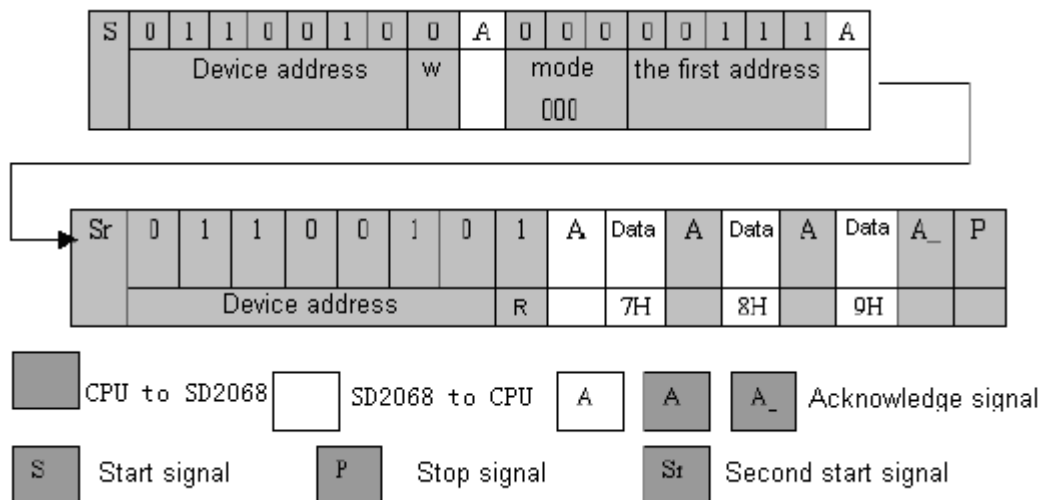 S 0 1 1 0 0 1 0 0 A 0 0 0 0 0 1 1 1 A
Device address w mode the first address
000
Sr 0 1 1 0 0 1 0 1 A Data A Data A Data A_ P
Device address R 7H 8H 9H
CPU to SD2068 SD2068 to CPU A A A_ Acknowledge signal
S Start signal P Stop signal Sr Second start signal